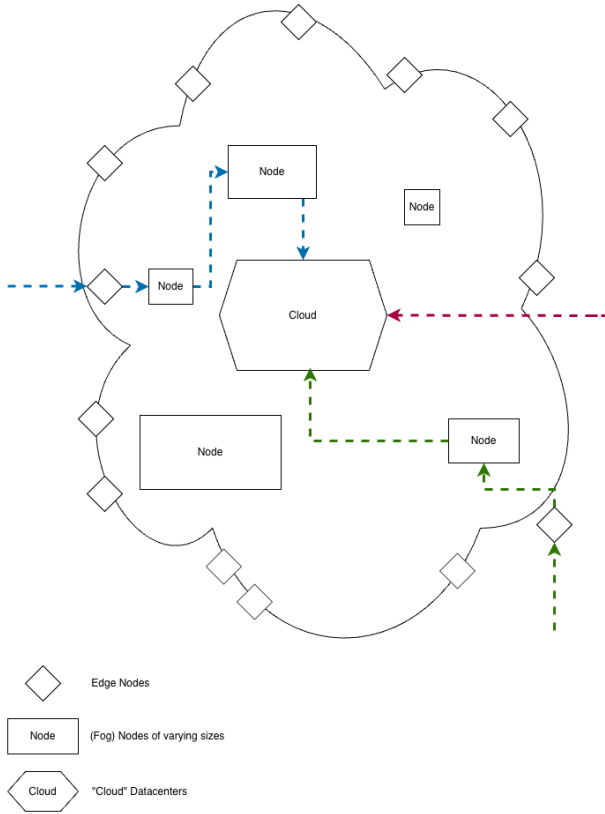 Node
Node
Node
Cloud
Node
Node
Edge Nodes
Node
(Fog) Nodes of varying sizes
Cloud
"Cloud" Datacenters